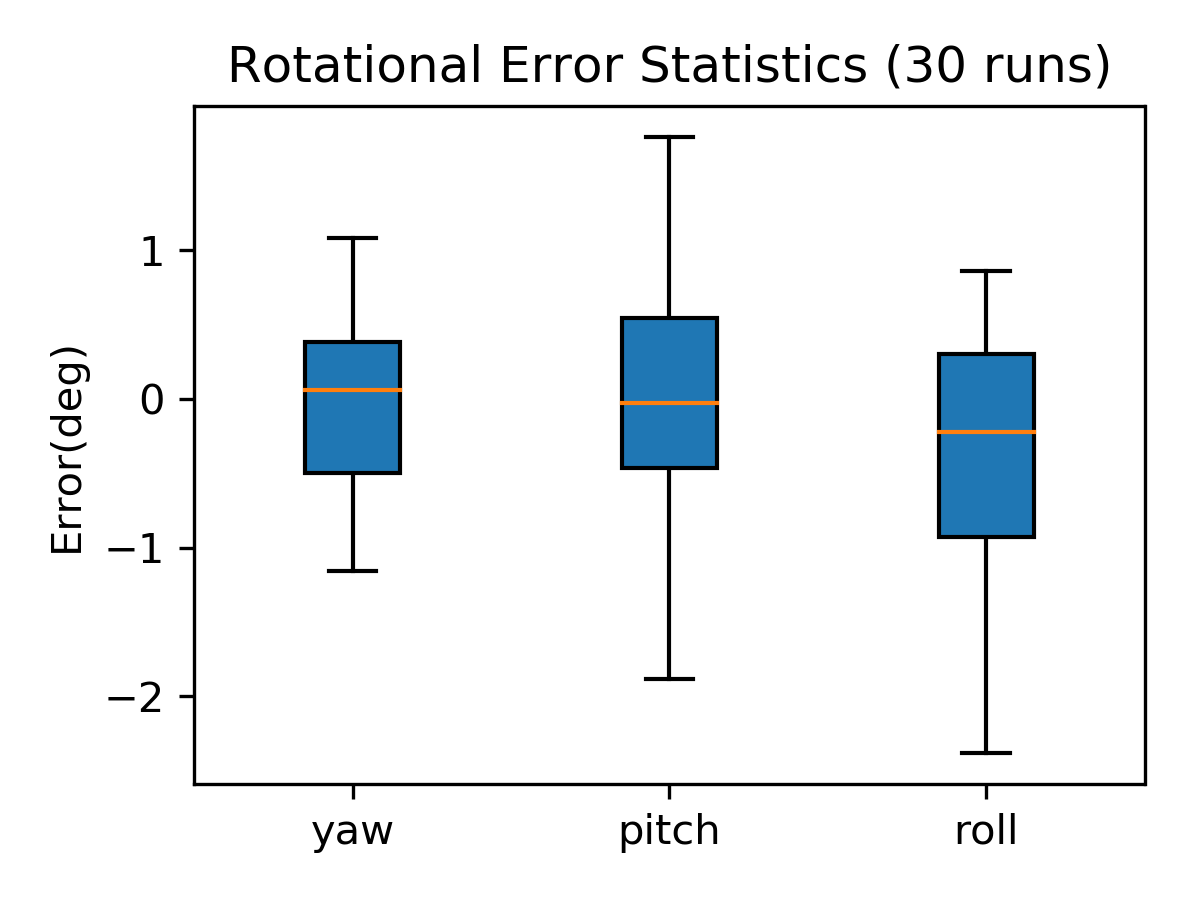 Rotational Error Statistics (30 runs)
Error(deg)
1
0
−1
−2
yaw pitch roll